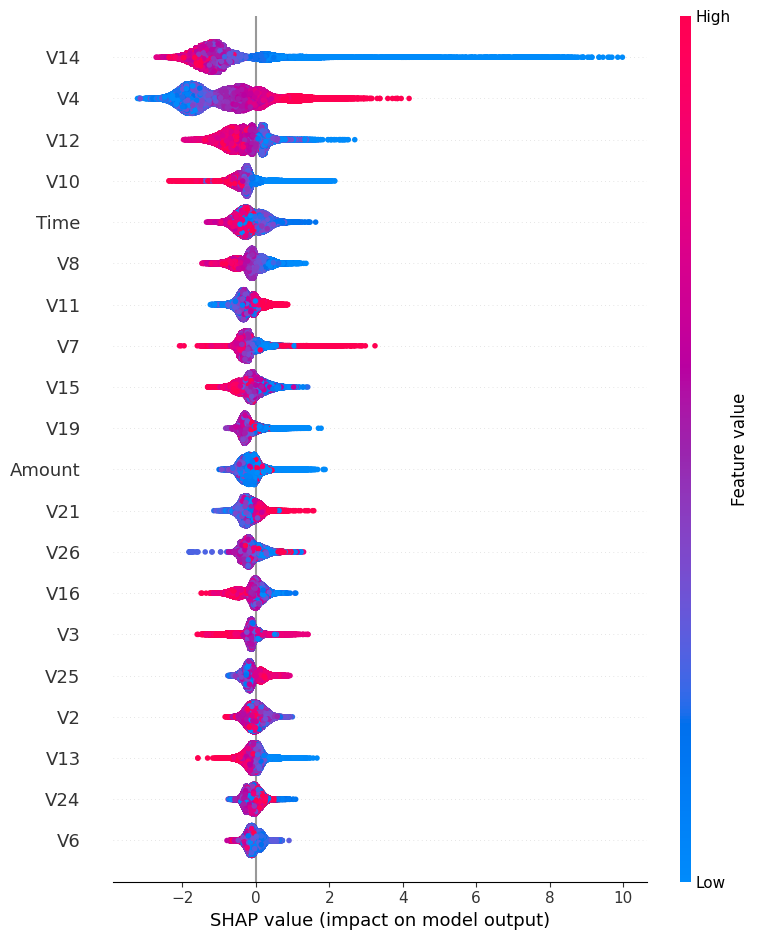 High
V14
V4
V12
V10
Time
V8
V11
V7
V15
V19
Amount
V21
V26
V16
V3
V25
V2
V13
V24
V6
Feature value
Low
−2 0 2 4 6 8 10
SHAP value (impact on model output)